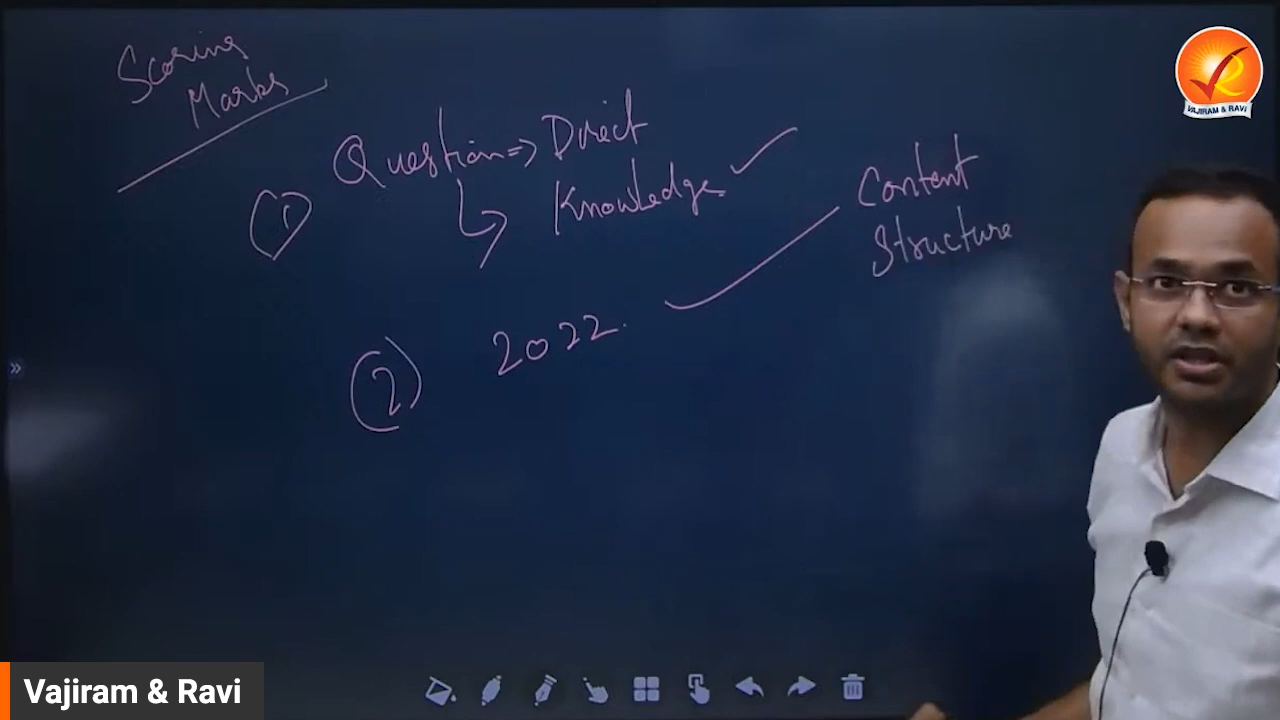 Scoring
Marks
VAJIRAM & RAVI
① Question => Direct
Knowledge ✓
Content
Structure
② 2022.
»
Vajiram & Ravi